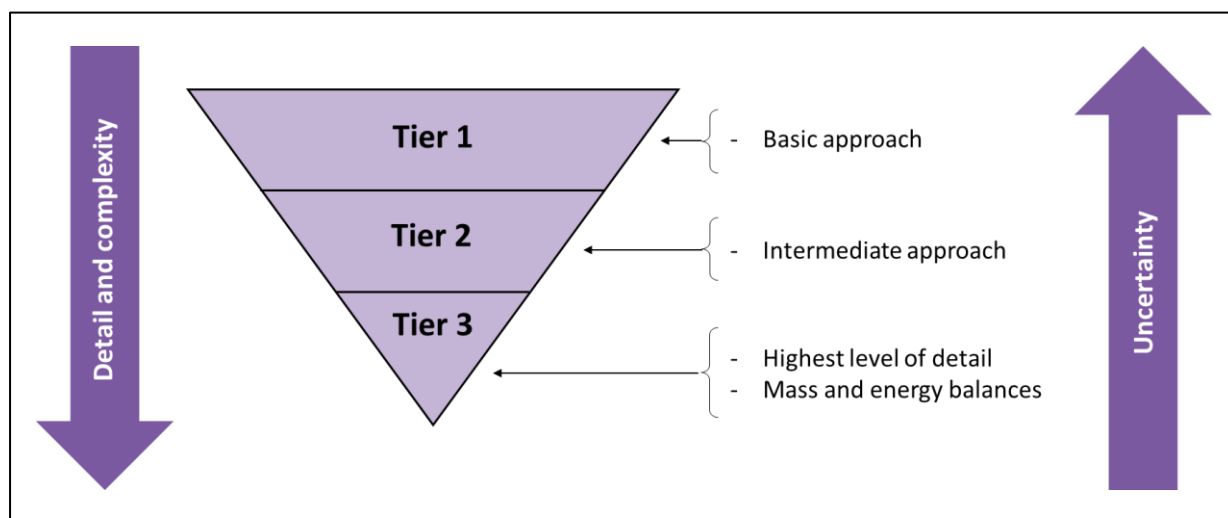 Detail and complexity
Tier 1
- Basic approach
Tier 2
- Intermediate approach
Tier 3
- Highest level of detail
- Mass and energy balances
Uncertainty